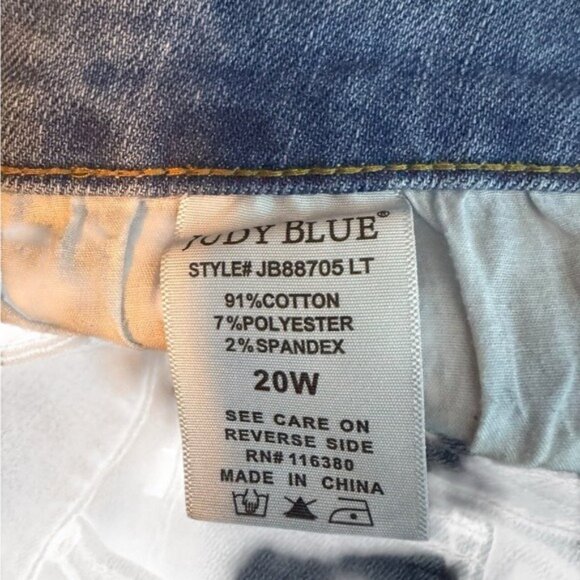 JUDY BLUE®
STYLE# JB88705 LT
91%COTTON
7%POLYESTER
2%SPANDEX
20W
SEE CARE ON
REVERSE SIDE
RN# 116380
MADE IN CHINA